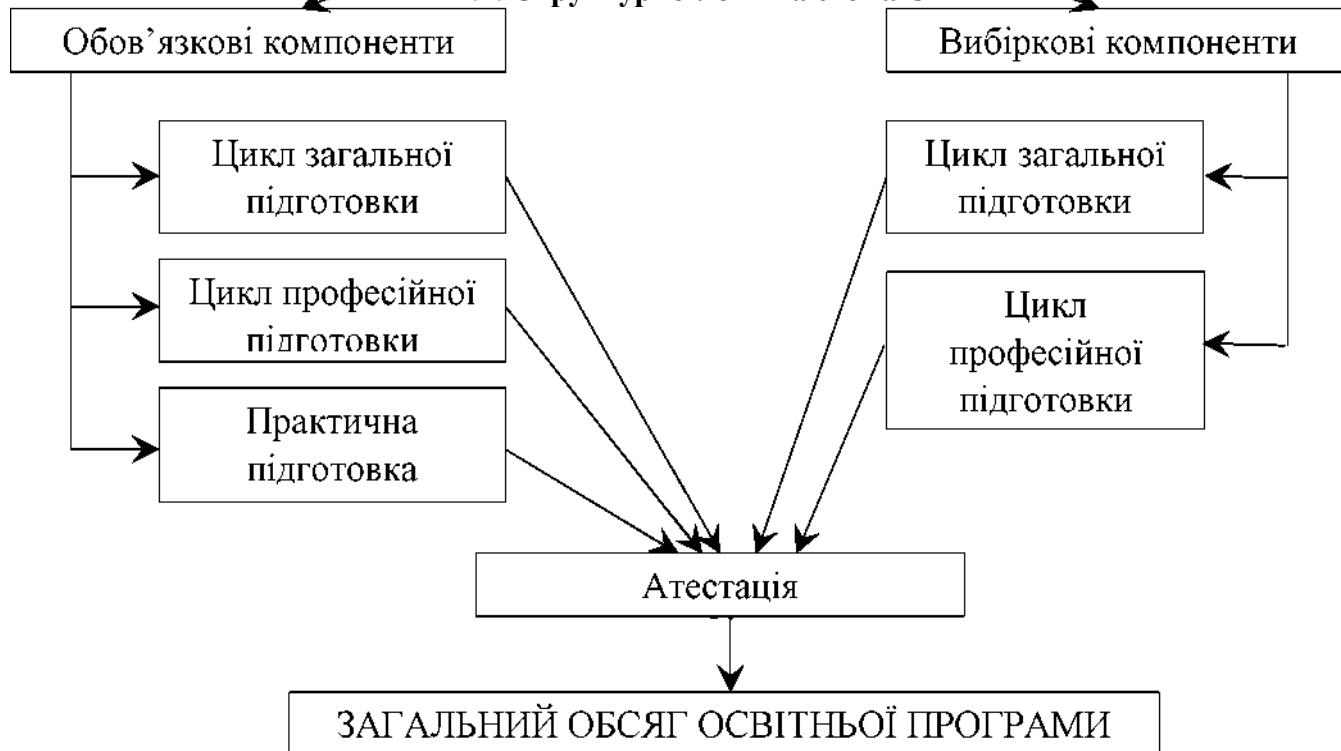 Обов’язкові компоненти
Вибіркові компоненти
Цикл загальної
підготовки
Цикл професійної
підготовки
Практична
підготовка
Цикл загальної
підготовки
Цикл
професійної
підготовки
Атестація
ЗАГАЛЬНИЙ ОБСЯГ ОСВІТНЬОЇ ПРОГРАМИ